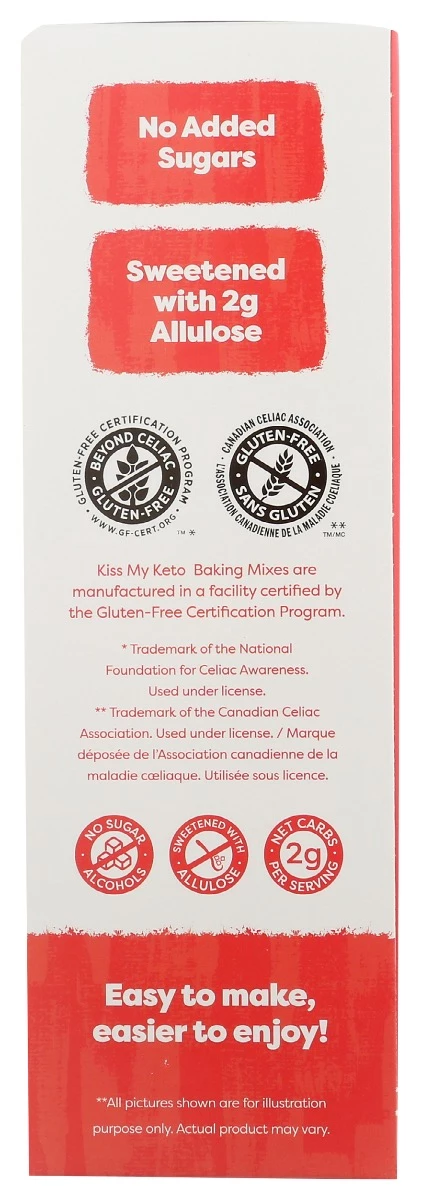 No Added
Sugars
Sweetened
with 2g
Allulose
GLUTEN-FREE CERTIFICATION PROGRAM
BEYOND CELIAC
GLUTEN-FREE
WWW.GF-CERT.ORG
TM *
CANADIAN CELIAC ASSOCIATION
L'ASSOCIATION CANADIENNE DE LA MALADIE COELIAQUE
GLUTEN-FREE
SANS GLUTEN
**
TM/MC
Kiss My Keto Baking Mixes are
manufactured in a facility certified by
the Gluten-Free Certification Program.
* Trademark of the National
Foundation for Celiac Awareness.
Used under license.
** Trademark of the Canadian Celiac
Association. Used under license. / Marque
déposée de l'Association canadienne de la
maladie cœliaque. Utilisée sous licence.
NO SUGAR
ALCOHOLS
SWEETENED WITH
ALLULOSE
NET CARBS
2g
PER SERVING
Easy to make,
easier to enjoy!
**All pictures shown are for illustration
purpose only. Actual product may vary.